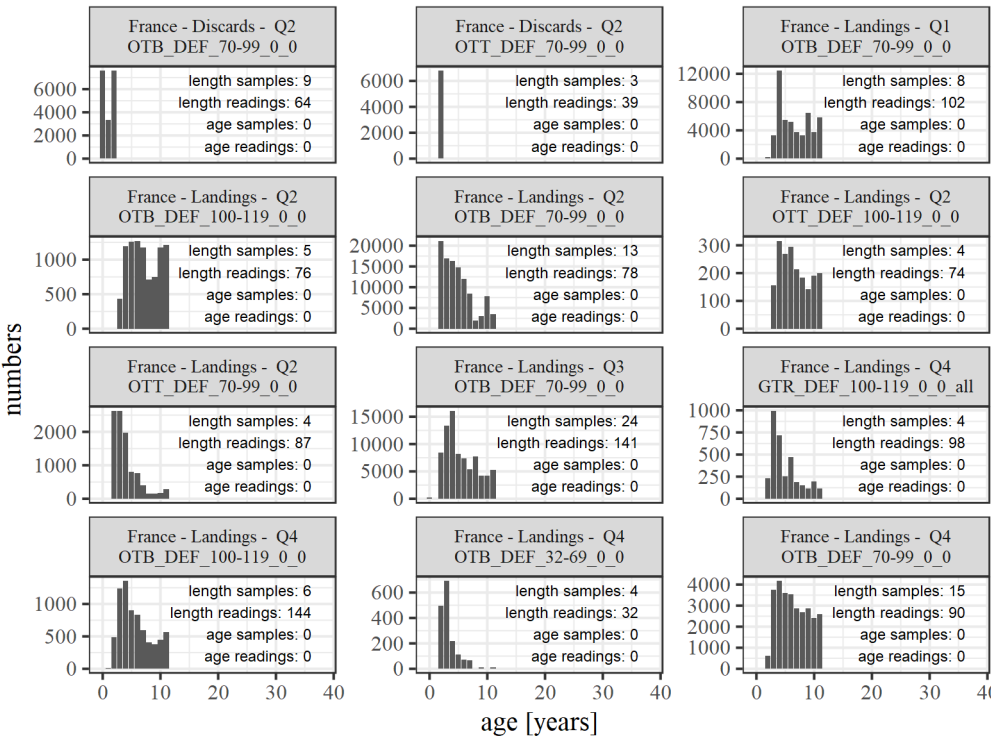 France - Discards - Q2
OTB_DEF_70-99_0_0
6000
4000
2000
0
length samples: 9
length readings: 64
age samples: 0
age readings: 0
France - Discards - Q2
OTT_DEF_70-99_0_0
6000
4000
2000
0
length samples: 3
length readings: 39
age samples: 0
age readings: 0
France - Landings - Q1
OTB_DEF_70-99_0_0
12000
8000
4000
0
length samples: 8
length readings: 102
age samples: 0
age readings: 0
France - Landings - Q2
OTB_DEF_100-119_0_0
1000
500
0
length samples: 5
length readings: 76
age samples: 0
age readings: 0
France - Landings - Q2
OTB_DEF_70-99_0_0
20000
15000
10000
5000
0
length samples: 13
length readings: 78
age samples: 0
age readings: 0
France - Landings - Q2
OTT_DEF_100-119_0_0
300
200
100
0
length samples: 4
length readings: 74
age samples: 0
age readings: 0
France - Landings - Q2
OTT_DEF_70-99_0_0
2000
1000
0
length samples: 4
length readings: 87
age samples: 0
age readings: 0
France - Landings - Q3
OTB_DEF_70-99_0_0
15000
10000
5000
0
length samples: 24
length readings: 141
age samples: 0
age readings: 0
France - Landings - Q4
GTR_DEF_100-119_0_0_all
1000
750
500
250
0
length samples: 4
length readings: 98
age samples: 0
age readings: 0
France - Landings - Q4
OTB_DEF_100-119_0_0
1000
500
0
length samples: 6
length readings: 144
age samples: 0
age readings: 0
France - Landings - Q4
OTB_DEF_32-69_0_0
600
400
200
0
length samples: 4
length readings: 32
age samples: 0
age readings: 0
France - Landings - Q4
OTB_DEF_70-99_0_0
4000
3000
2000
1000
0
length samples: 15
length readings: 90
age samples: 0
age readings: 0
0 10 20 30 40
0 10 20 30 40
0 10 20 30 40
numbers
age [years]